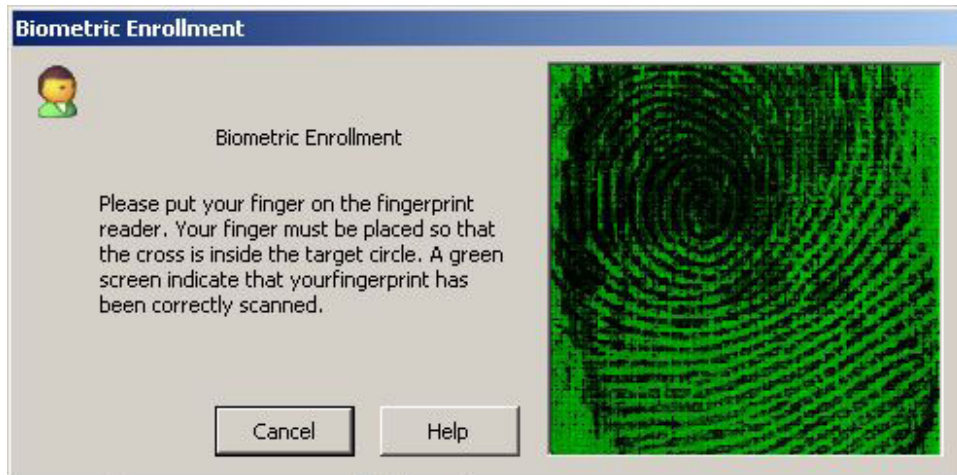 Biometric Enrollment
Biometric Enrollment
Please put your finger on the fingerprint
reader. Your finger must be placed so that
the cross is inside the target circle. A green
screen indicate that yourfingerprint has
been correctly scanned.
Cancel Help